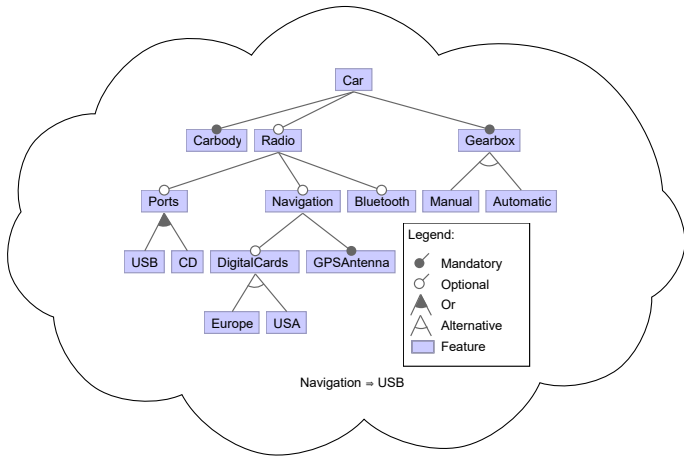 Car
Carbody Radio Gearbox
Ports Navigation Bluetooth Manual Automatic
Legend:
USB CD DigitalCards GPSAntenna
Mandatory
Optional
Or
Europe USA
Alternative
Feature
Navigation ⇒ USB